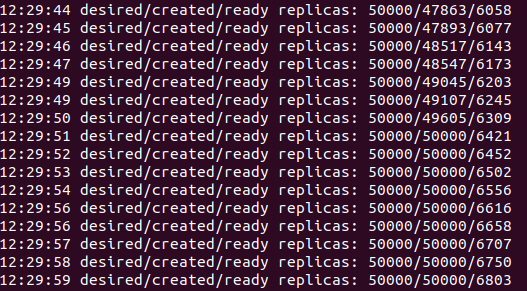 12:29:44 desired/created/ready replicas: 50000/47863/6058
12:29:45 desired/created/ready replicas: 50000/47893/6077
12:29:46 desired/created/ready replicas: 50000/48517/6143
12:29:47 desired/created/ready replicas: 50000/48547/6173
12:29:49 desired/created/ready replicas: 50000/49045/6203
12:29:49 desired/created/ready replicas: 50000/49107/6245
12:29:50 desired/created/ready replicas: 50000/49605/6309
12:29:51 desired/created/ready replicas: 50000/50000/6421
12:29:52 desired/created/ready replicas: 50000/50000/6452
12:29:53 desired/created/ready replicas: 50000/50000/6502
12:29:54 desired/created/ready replicas: 50000/50000/6556
12:29:56 desired/created/ready replicas: 50000/50000/6616
12:29:56 desired/created/ready replicas: 50000/50000/6658
12:29:57 desired/created/ready replicas: 50000/50000/6707
12:29:58 desired/created/ready replicas: 50000/50000/6750
12:29:59 desired/created/ready replicas: 50000/50000/6803